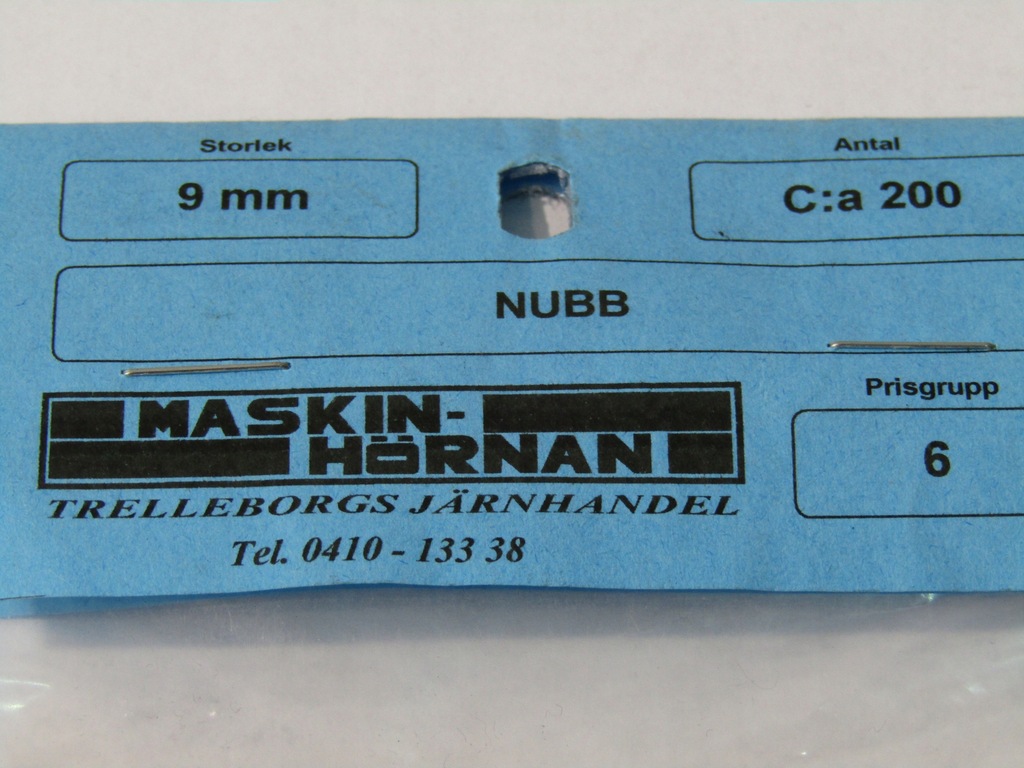 Storlek
9 mm
Antal
C:a 200
NUBB
MASKIN-
HÖRNAN
TRELLEBORGS JÄRNHANDEL
Tel. 0410 - 133 38
Prisgrupp
6